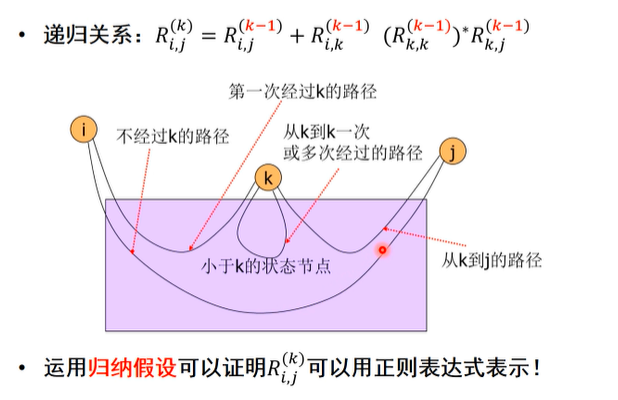 • 递归关系：$R_{i,j}^{(k)} = R_{i,j}^{(k-1)} + R_{i,k}^{(k-1)} (R_{k,k}^{(k-1)})^* R_{k,j}^{(k-1)}$
第一次经过k的路径
i
不经过k的路径
从k到k一次
或多次经过的路径
j
k
小于k的状态节点
从k到j的路径
• 运用归纳假设可以证明$R_{i,j}^{(k)}$可以用正则表达式表示！